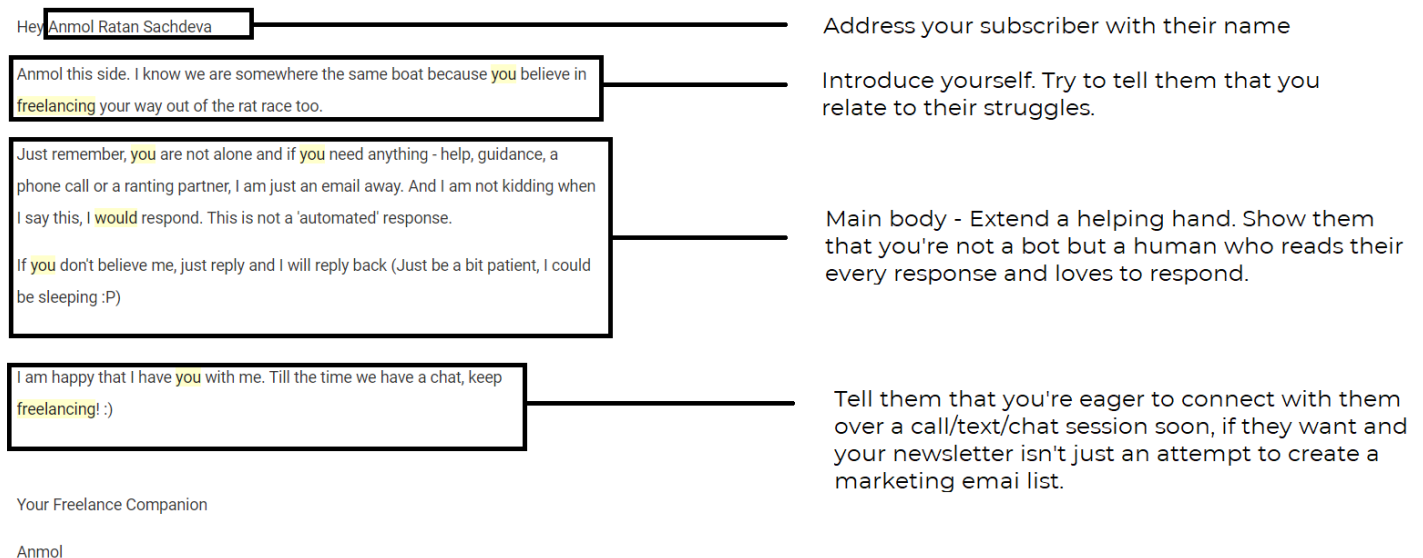 Hey Anmol Ratan Sachdeva
Address your subscriber with their name
Anmol this side. I know we are somewhere the same boat because you believe in
freelancing your way out of the rat race too.
Introduce yourself. Try to tell them that you
relate to their struggles.
Just remember, you are not alone and if you need anything - help, guidance, a
phone call or a ranting partner, I am just an email away. And I am not kidding when
I say this, I would respond. This is not a 'automated' response.
If you don't believe me, just reply and I will reply back (Just be a bit patient, I could
be sleeping :P)
Main body - Extend a helping hand. Show them
that you're not a bot but a human who reads their
every response and loves to respond.
I am happy that I have you with me. Till the time we have a chat, keep
freelancing! :)
Tell them that you're eager to connect with them
over a call/text/chat session soon, if they want and
your newsletter isn't just an attempt to create a
marketing emai list.
Your Freelance Companion
Anmol